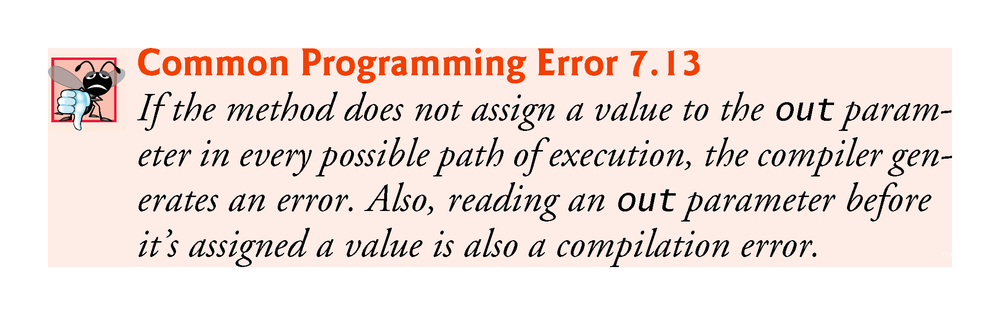 Common Programming Error 7.13
If the method does not assign a value to the out param-
eter in every possible path of execution, the compiler gen-
erates an error. Also, reading an out parameter before
it’s assigned a value is also a compilation error.
7.13